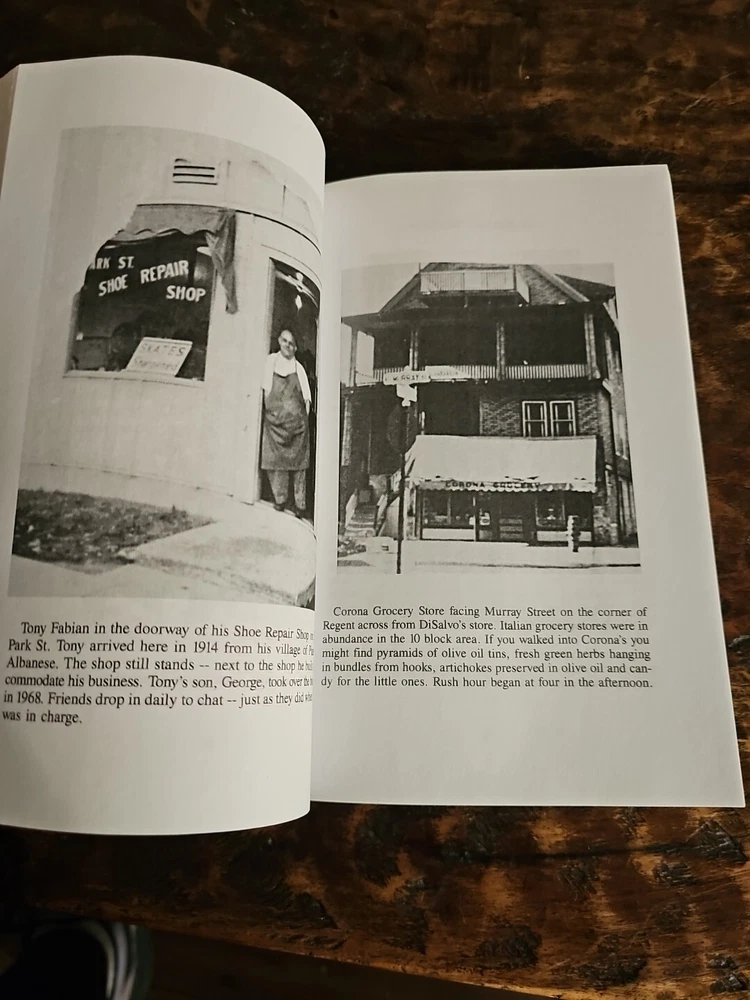 ARK ST.
SHOE REPAIR
SHOP
SKATES
Sharpened
Tony Fabian in the doorway of his Shoe Repair Shop
Park St. Tony arrived here in 1914 from his village of
Albanese. The shop still stands -- next to the shop he
commodate his business. Tony's son, George, took over the
in 1968. Friends drop in daily to chat -- just as they did
was in charge.
MURRAY
CORONA GROCERY
Corona Grocery Store facing Murray Street on the corner of
Regent across from DiSalvo's store. Italian grocery stores were in
abundance in the 10 block area. If you walked into Corona's you
might find pyramids of olive oil tins, fresh green herbs hanging
in bundles from hooks, artichokes preserved in olive oil and can-
dy for the little ones. Rush hour began at four in the afternoon.